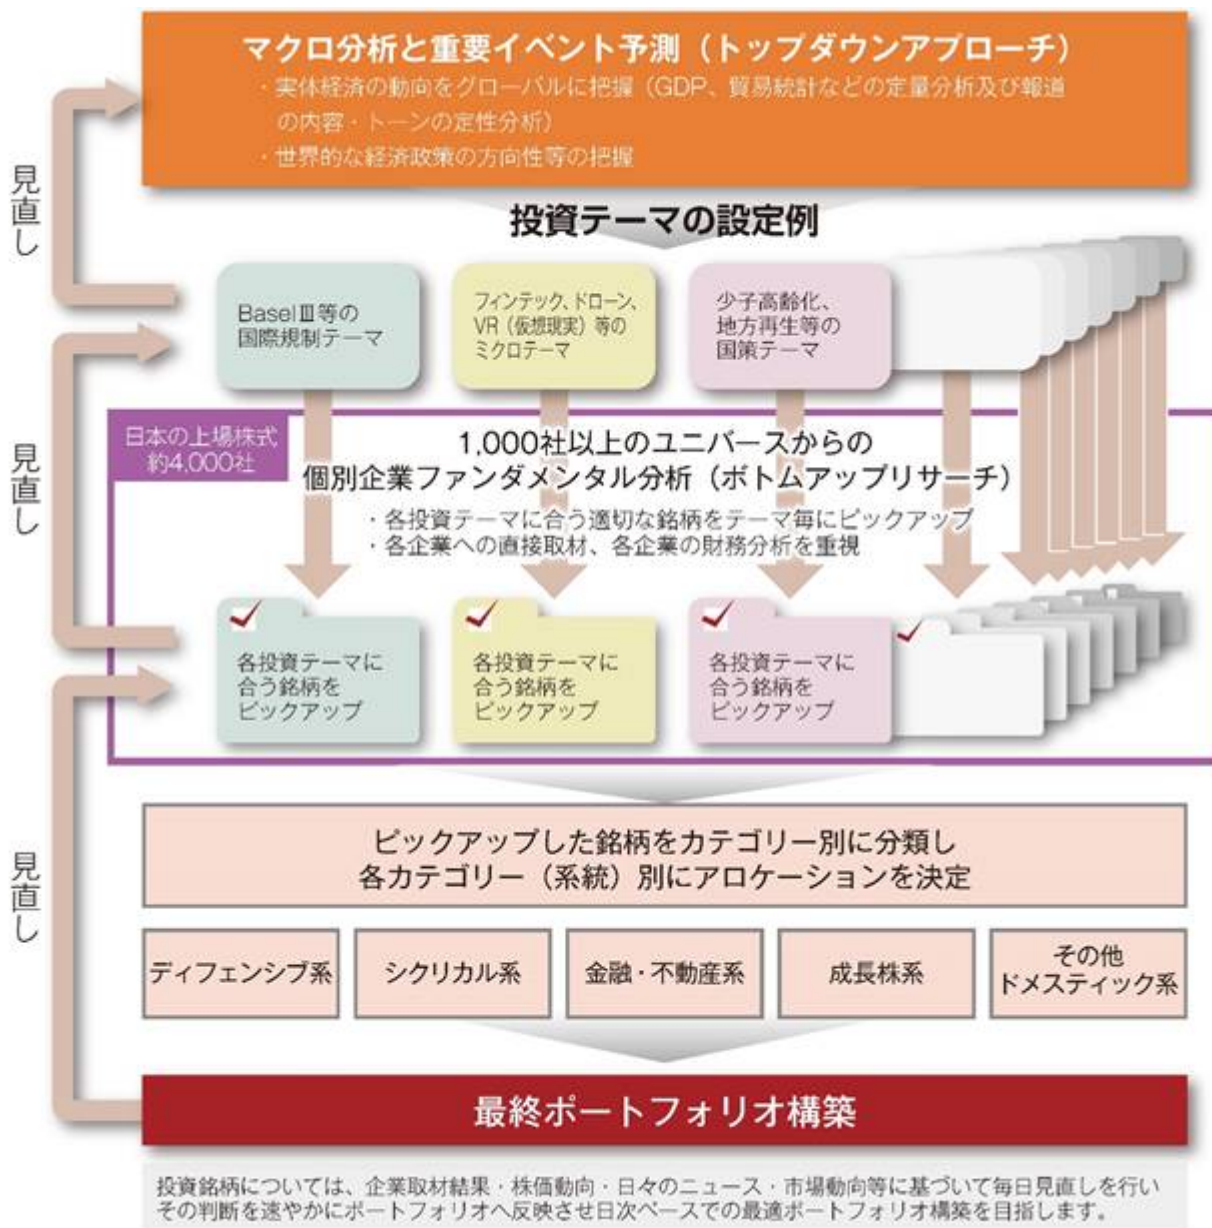 マクロ分析と重要イベント予測（トップダウンアプローチ）
・実体経済の動向をグローバルに把握（GDP、貿易統計などの定量分析及び報道
の内容・トーンの定性分析）
・世界的な経済政策の方向性等の把握
見直し
投資テーマの設定例
BaselⅢ等の
国際規制テーマ
フィンテック、ドローン、
VR（仮想現実）等の
ミクロテーマ
少子高齢化、
地方再生等の
国策テーマ
見直し
日本の上場株式
約4,000社
1,000社以上のユニバースからの
個別企業ファンダメンタル分析（ボトムアップリサーチ）
・各投資テーマに合う適切な銘柄をテーマ毎にピックアップ
・各企業への直接取材、各企業の財務分析を重視
各投資テーマに
合う銘柄を
ピックアップ
各投資テーマに
合う銘柄を
ピックアップ
各投資テーマに
合う銘柄を
ピックアップ
見直し
ピックアップした銘柄をカテゴリー別に分類し
各カテゴリー（系統）別にアロケーションを決定
ディフェンシブ系
シクリカル系
金融・不動産系
成長株系
その他
ドメスティック系
最終ポートフォリオ構築
投資銘柄については、企業取材結果・株価動向・日々のニュース・市場動向等に基づいて毎日見直しを行い
その判断を速やかにポートフォリオへ反映させ日次ベースでの最適ポートフォリオ構築を目指します。